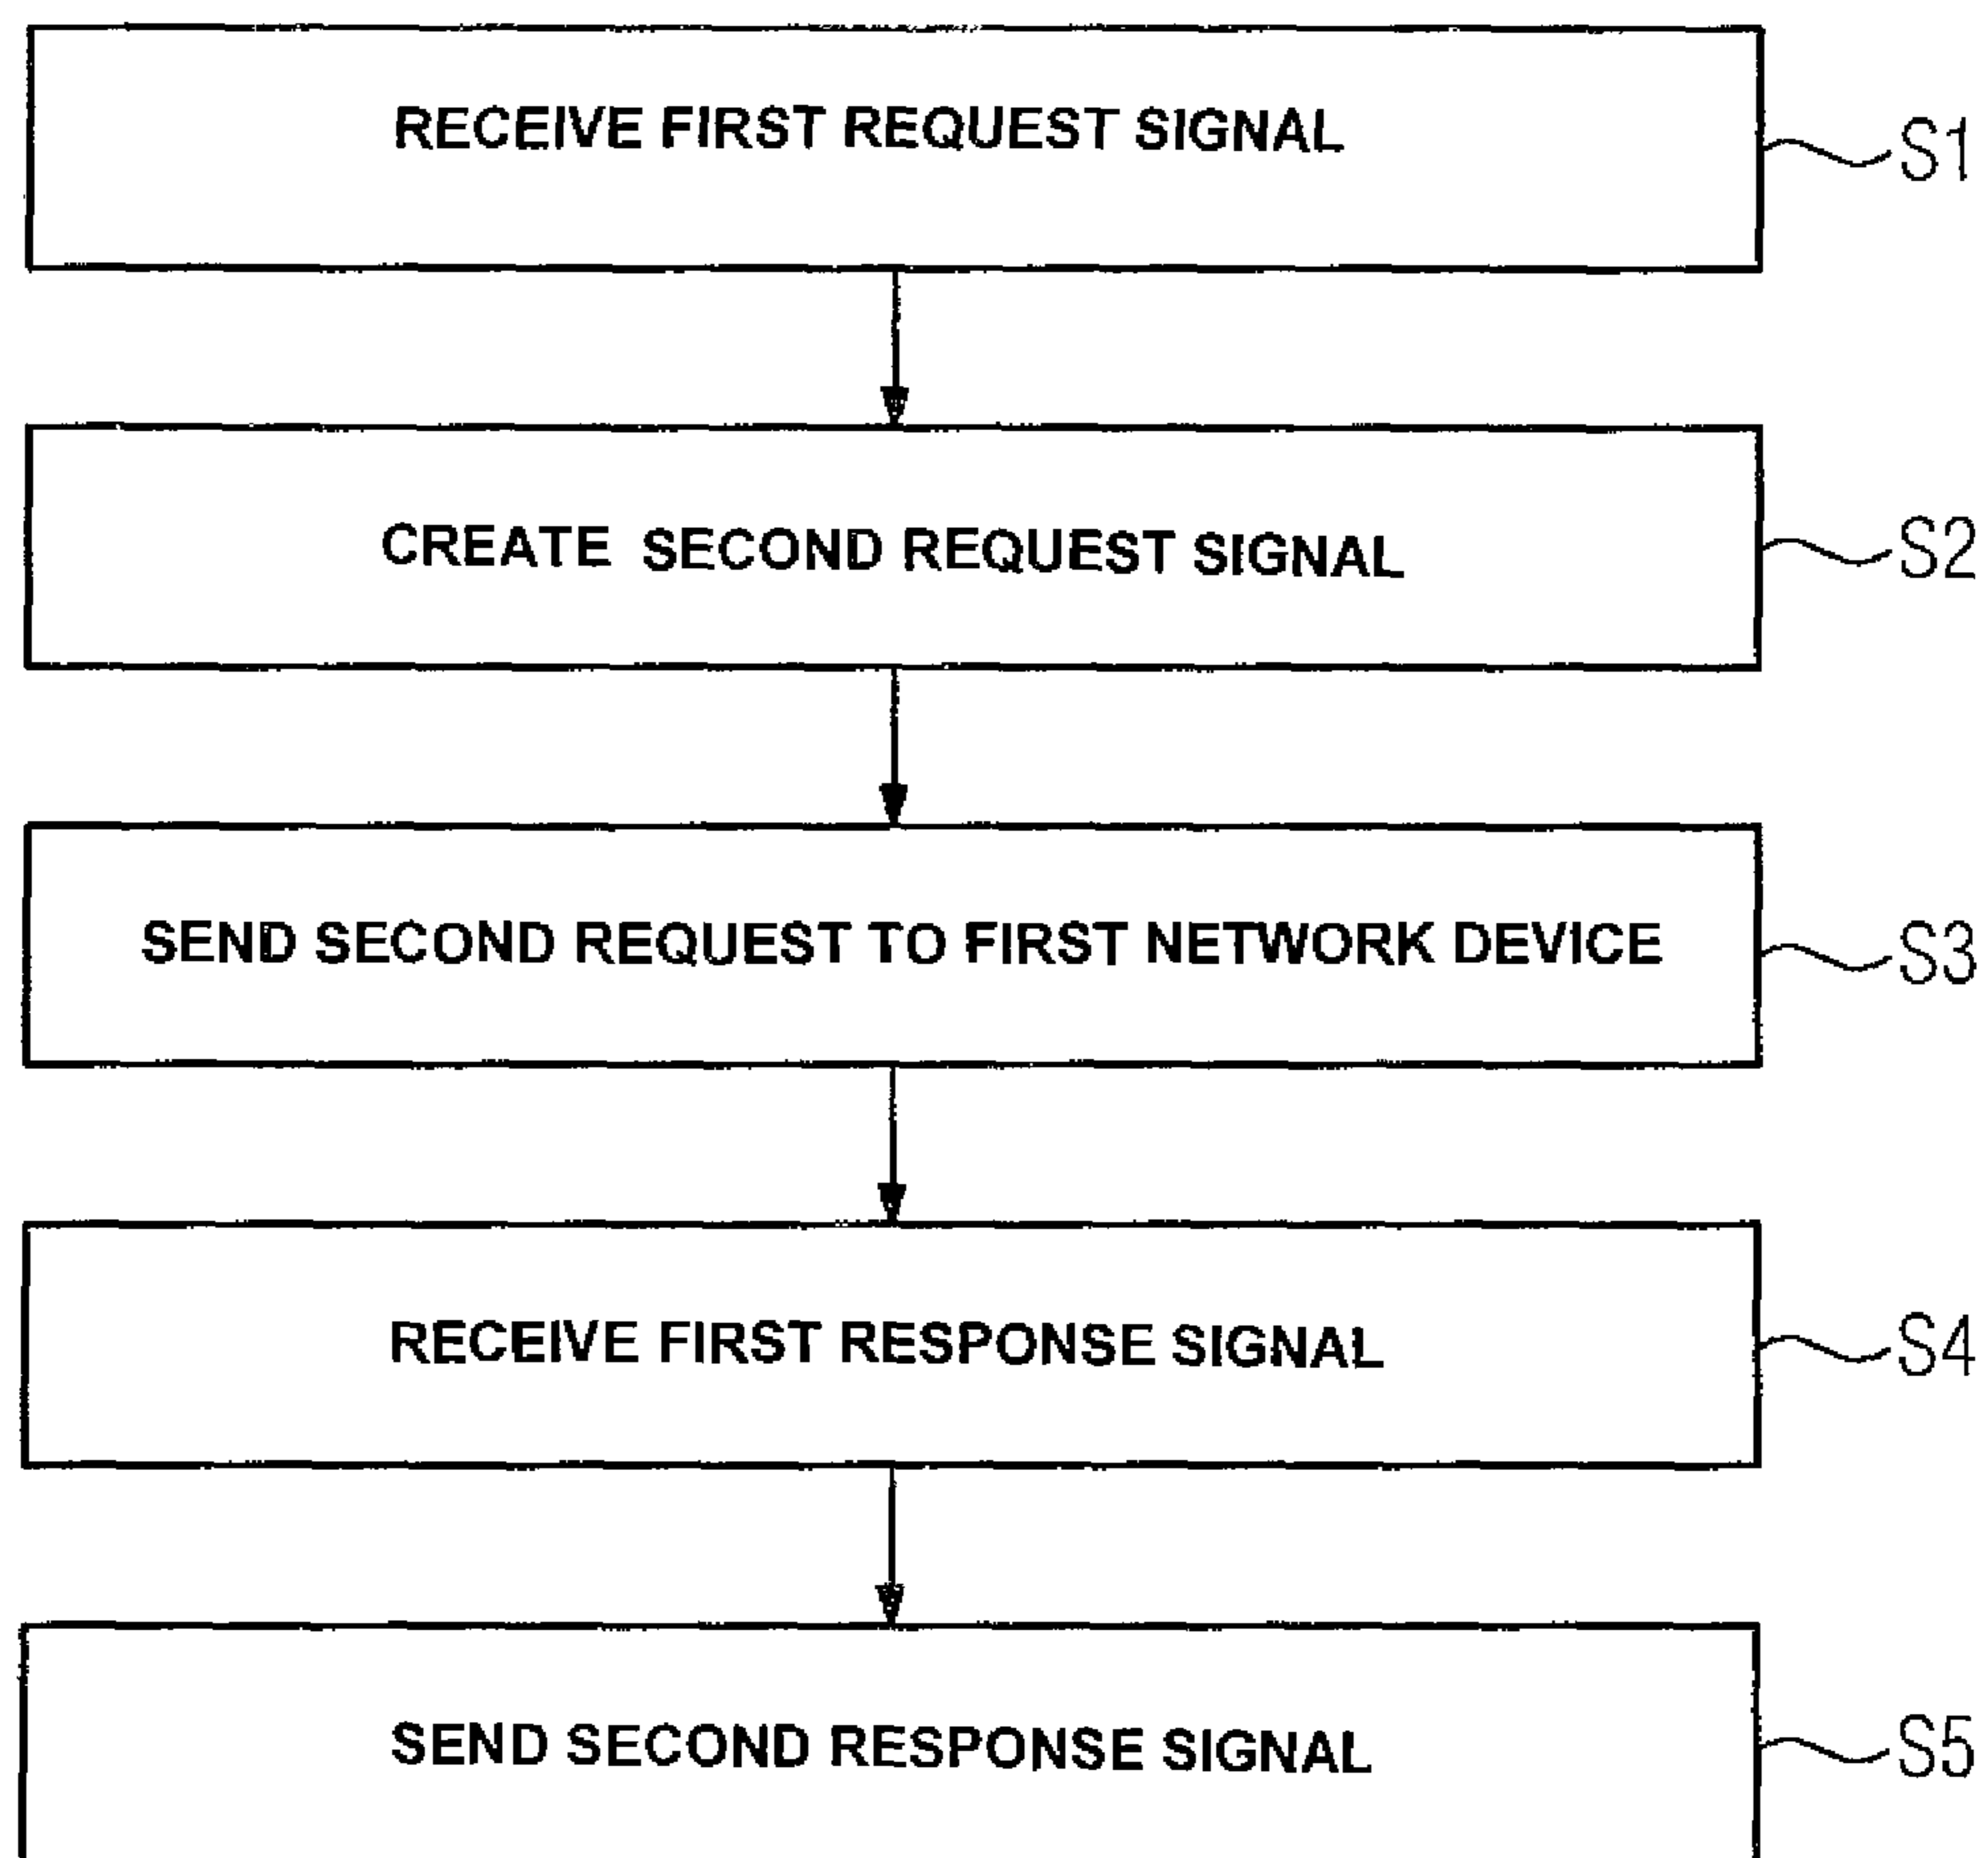 RECEIVE FIRST REQUEST SIGNAL
S1
CREATE SECOND REQUEST SIGNAL
S2
SEND SECOND REQUEST TO FIRST NETWORK DEVICE
S3
RECEIVE FIRST RESPONSE SIGNAL
S4
SEND SECOND RESPONSE SIGNAL
S5